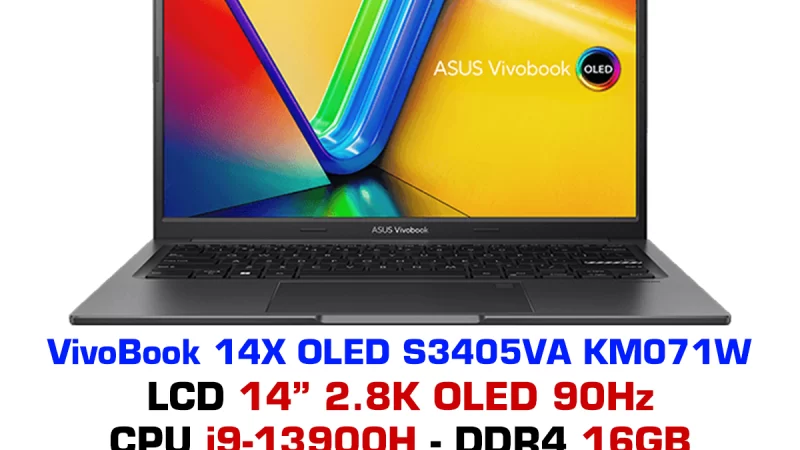 ASUS Vivobook OLED
ASUS Vivobook
VivoBook 14X OLED S3405VA KM071W
LCD 14” 2.8K OLED 90Hz
CPU i9-13900H - DDR4 16GB